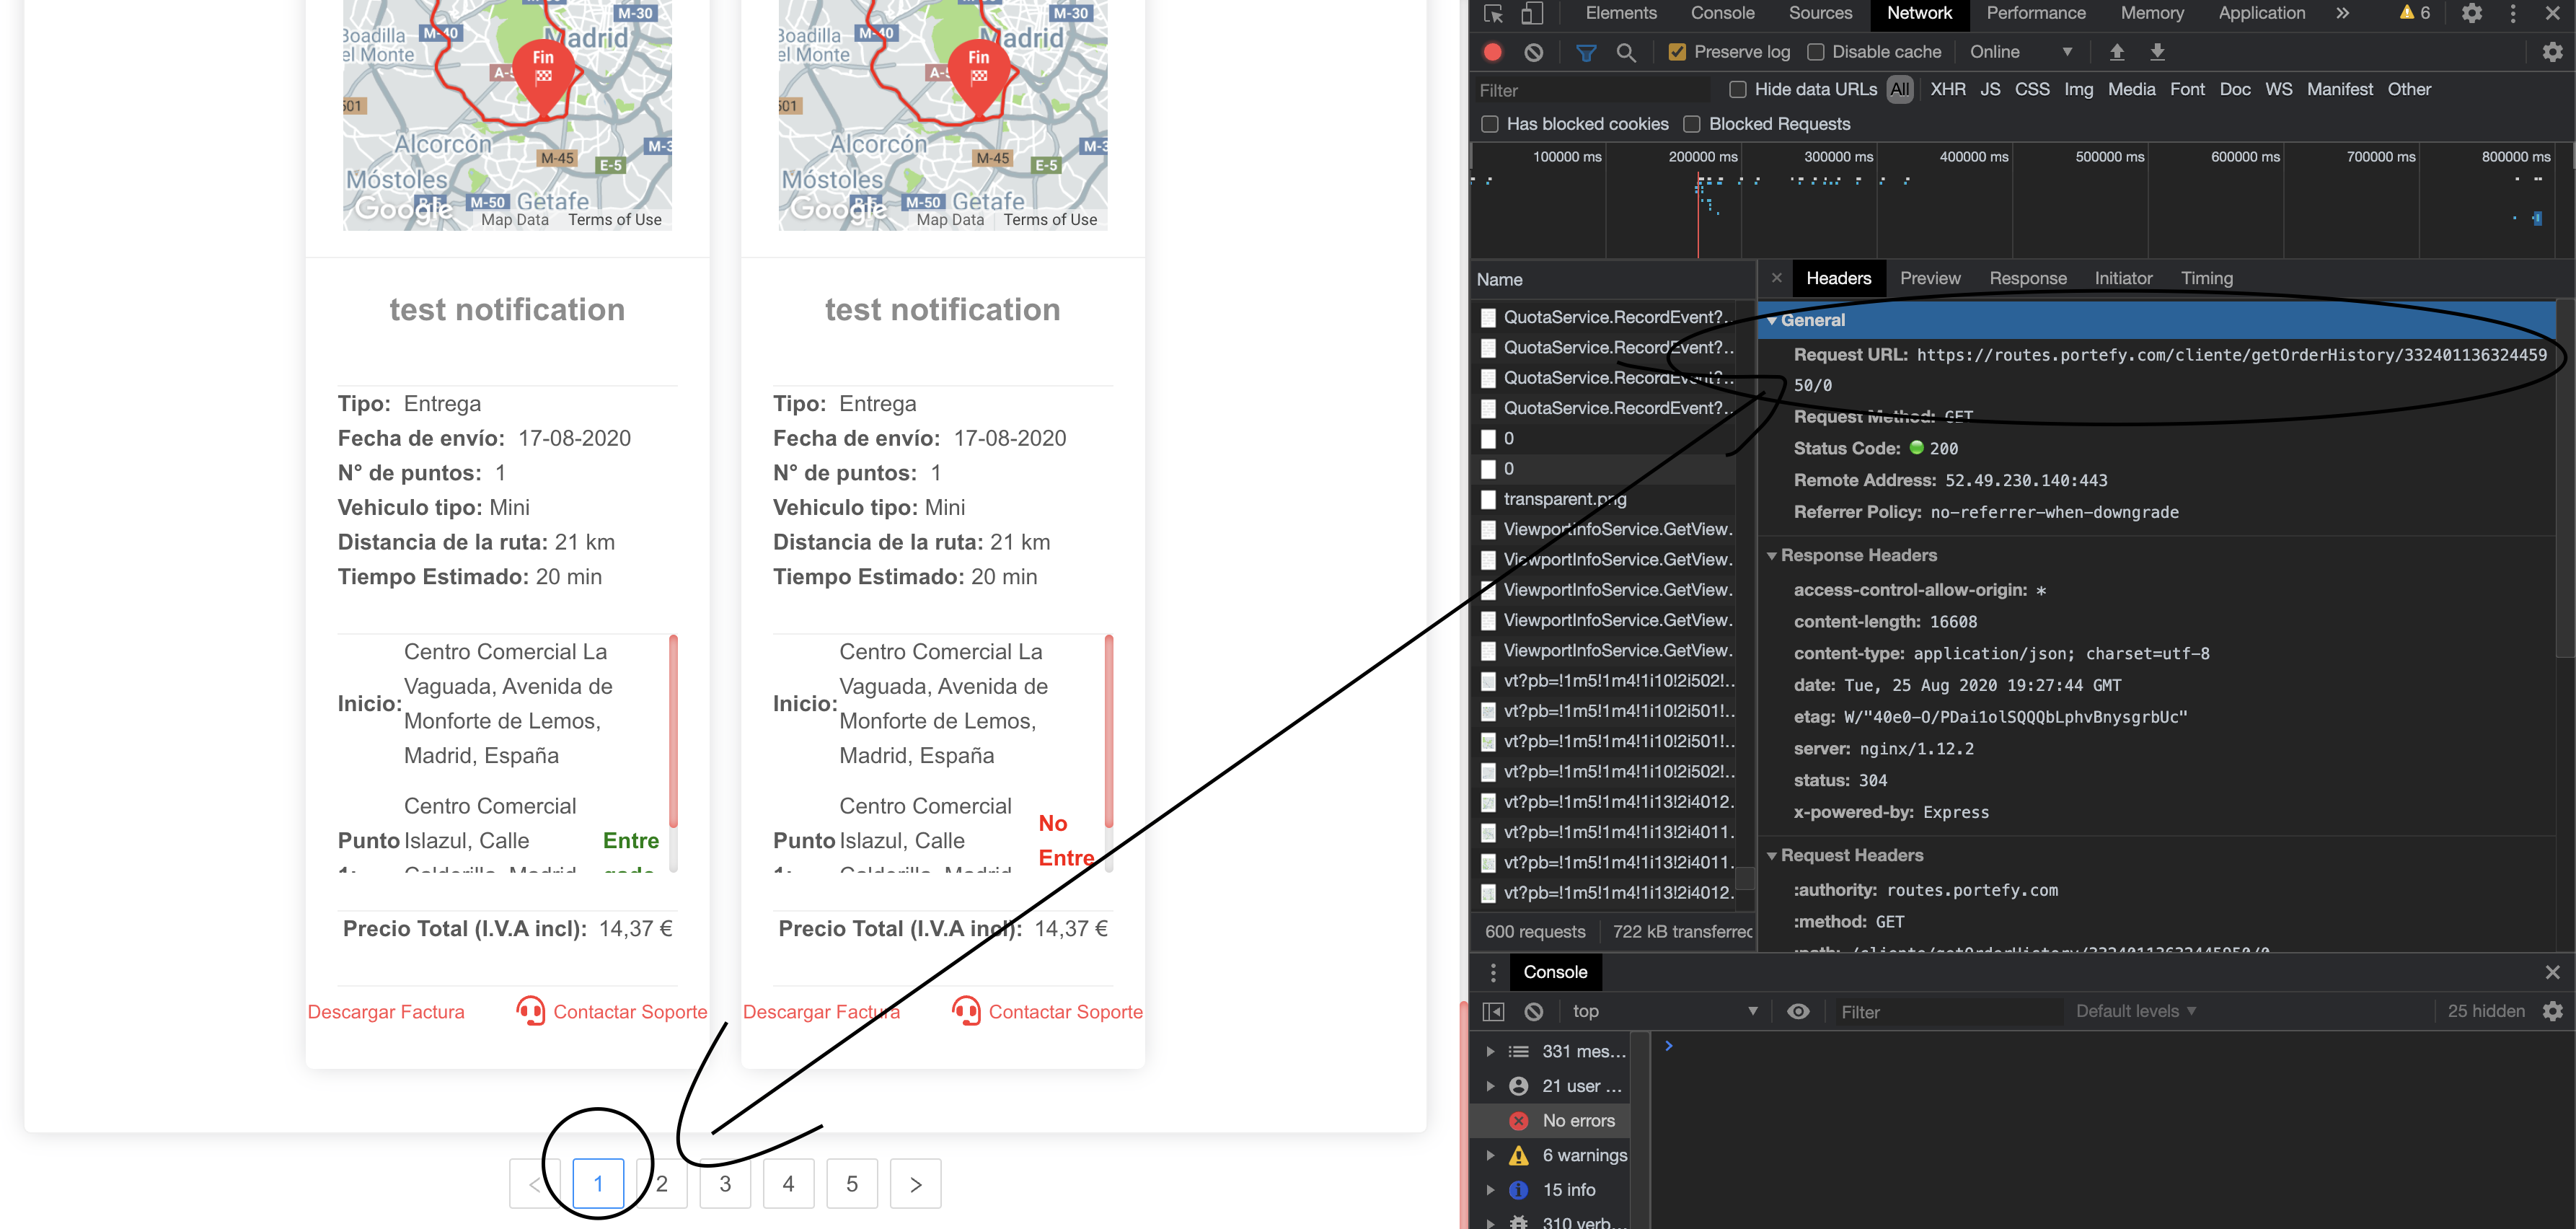 M-30
Boadilla
el Monte
M-40
Madrid
Fin
501
Alcorcón
M-45
E-5
Móstoles
M-50
Getafe
Google
Map Data
Terms of Use
M-30
Boadilla
el Monte
M-40
Madrid
Fin
501
Alcorcón
M-45
E-5
Móstoles
M-50
Getafe
Google
Map Data
Terms of Use
test notification
Tipo: Entrega
Fecha de envío: 17-08-2020
N° de puntos: 1
Vehiculo tipo: Mini
Distancia de la ruta: 21 km
Tiempo Estimado: 20 min
Inicio:
Centro Comercial La
Vaguada, Avenida de
Monforte de Lemos,
Madrid, España
Punto
1:
Centro Comercial
Islazul, Calle
Calderilla, Madrid
Entre
gado
Precio Total (I.V.A incl): 14,37 €
Descargar Factura
Contactar Soporte
test notification
Tipo: Entrega
Fecha de envío: 17-08-2020
N° de puntos: 1
Vehiculo tipo: Mini
Distancia de la ruta: 21 km
Tiempo Estimado: 20 min
Inicio:
Centro Comercial La
Vaguada, Avenida de
Monforte de Lemos,
Madrid, España
Punto
1:
Centro Comercial
Islazul, Calle
Calderilla, Madrid
No
Entre
Precio Total (I.V.A incl): 14,37 €
Descargar Factura
Contactar Soporte
< 1 2 3 4 5 >
Elements Console Sources Network Performance Memory Application » 6
Preserve log Disable cache Online
Filter Hide data URLs All XHR JS CSS Img Media Font Doc WS Manifest Other
Has blocked cookies Blocked Requests
100000 ms 200000 ms 300000 ms 400000 ms 500000 ms 600000 ms 700000 ms 800000 ms
Name
QuotaService.RecordEvent?..
QuotaService.RecordEvent?..
QuotaService.RecordEvent?..
QuotaService.RecordEvent?..
0
0
transparent.png
ViewportInfoService.GetView.
ViewportInfoService.GetView.
ViewportInfoService.GetView.
ViewportInfoService.GetView.
ViewportInfoService.GetView.
vt?pb=!1m5!1m4!1i10!2i502!..
vt?pb=!1m5!1m4!1i10!2i501!..
vt?pb=!1m5!1m4!1i10!2i501!..
vt?pb=!1m5!1m4!1i10!2i502!..
vt?pb=!1m5!1m4!1i13!2i4012.
vt?pb=!1m5!1m4!1i13!2i4011.
vt?pb=!1m5!1m4!1i13!2i4011.
vt?pb=!1m5!1m4!1i13!2i4012.
600 requests 722 kB transferred
× Headers Preview Response Initiator Timing
General
Request URL: https://routes.portefy.com/cliente/getOrderHistory/332401136324459
50/0
Request Method: GET
Status Code: 200
Remote Address: 52.49.230.140:443
Referrer Policy: no-referrer-when-downgrade
Response Headers
access-control-allow-origin: *
content-length: 16608
content-type: application/json; charset=utf-8
date: Tue, 25 Aug 2020 19:27:44 GMT
etag: W/"40e0-O/PDai1olSQQQbLphvBnysgrbUc"
server: nginx/1.12.2
status: 304
x-powered-by: Express
Request Headers
:authority: routes.portefy.com
:method: GET
:path: /cliente/getOrderHistory/33240113632445950/0
Console
top Filter Default levels 25 hidden
331 mes...
21 user ...
No errors
6 warnings
15 info
310 verb...
>